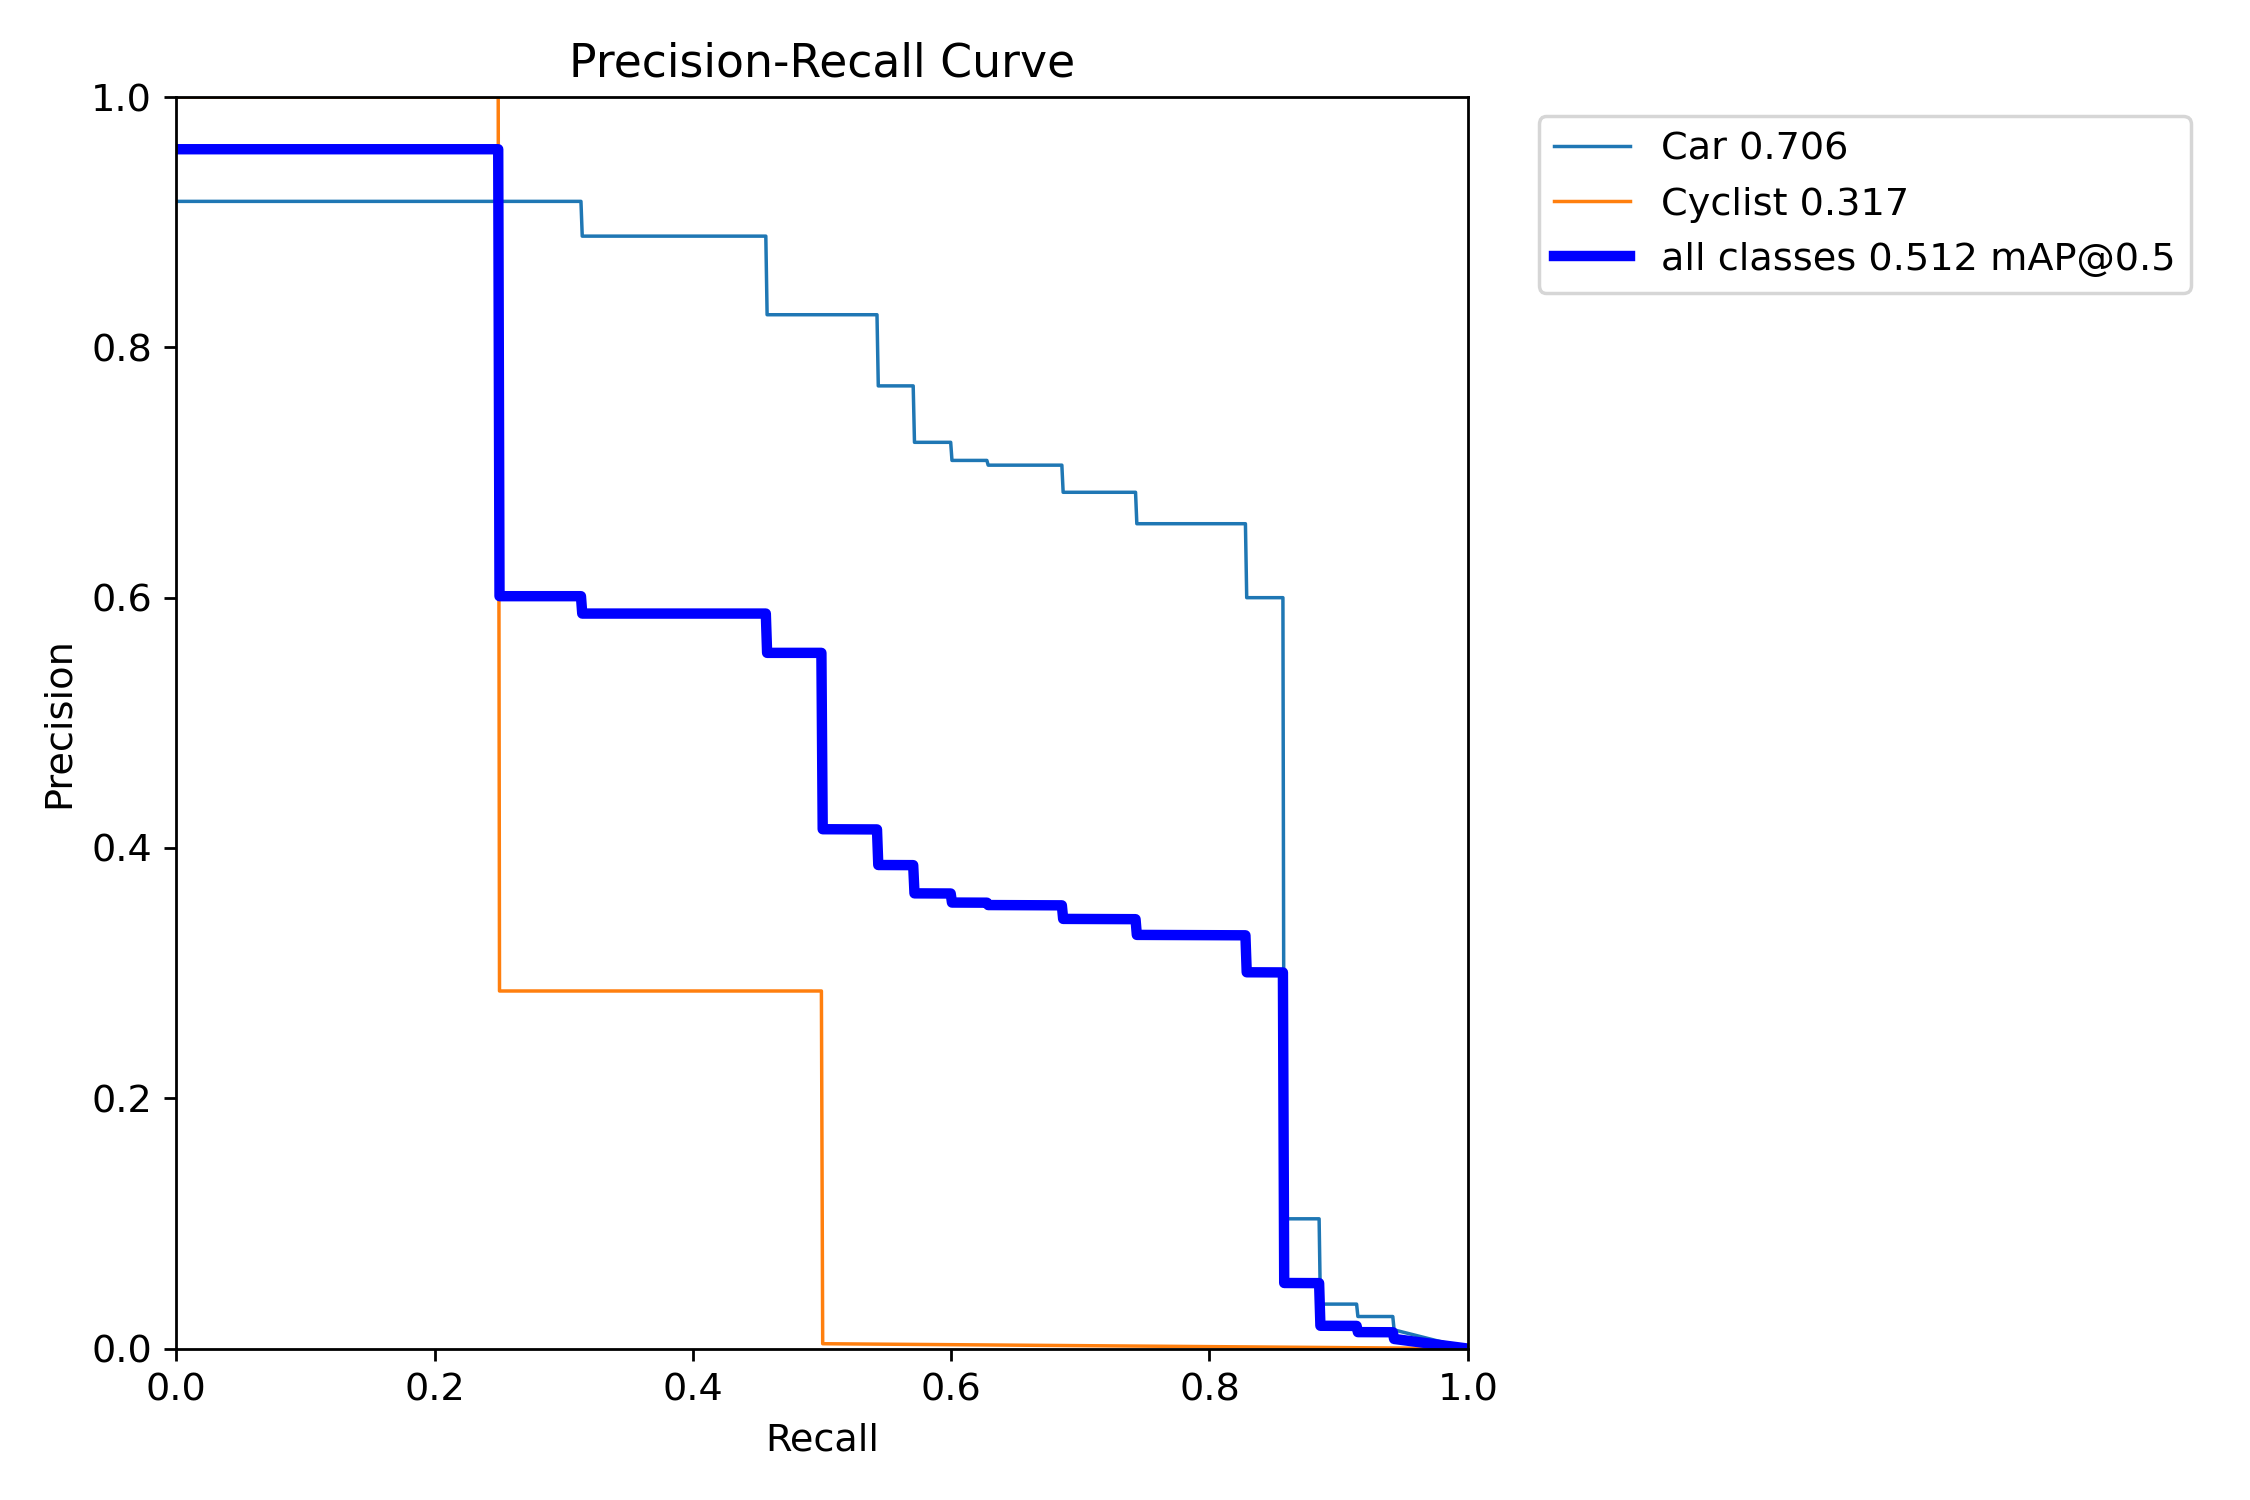 Precision-Recall Curve
1.0
0.8
0.6
0.4
0.2
0.0
Precision
0.0 0.2 0.4 0.6 0.8 1.0
Recall
Car 0.706
Cyclist 0.317
all classes 0.512 mAP@0.5